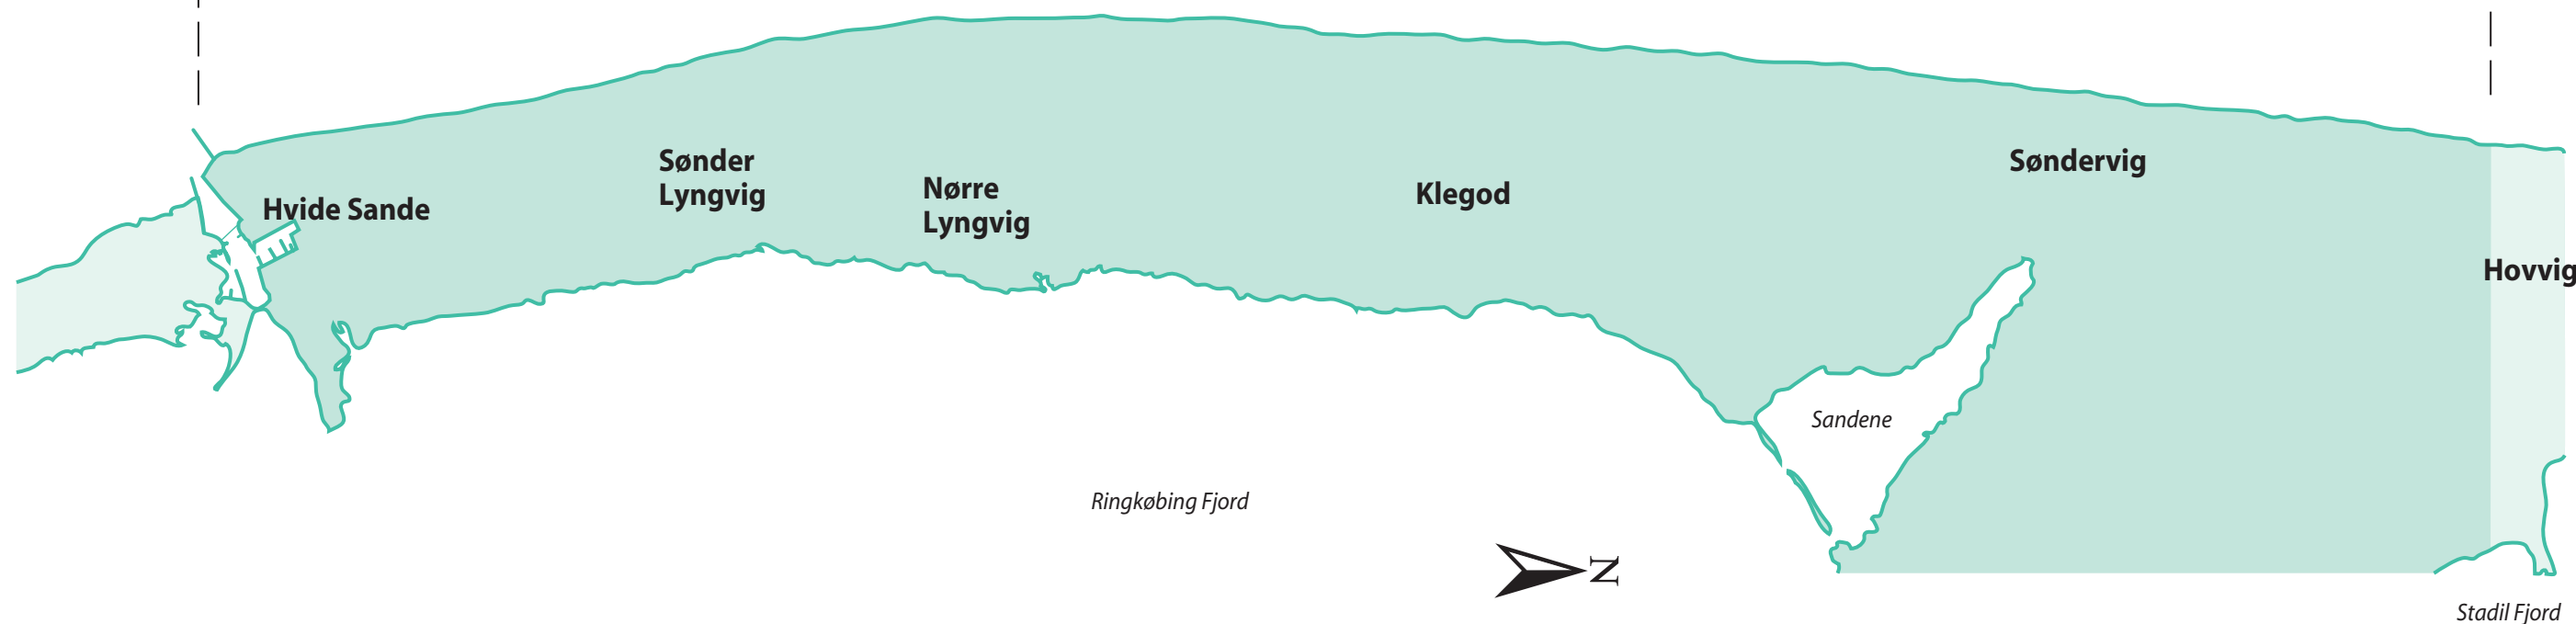 Hvide Sande
Sønder
Lyngvig
Nørre
Lyngvig
Klegod
Søndervig
Hovvig
Sandene
Ringkøbing Fjord
N
Stadil Fjord